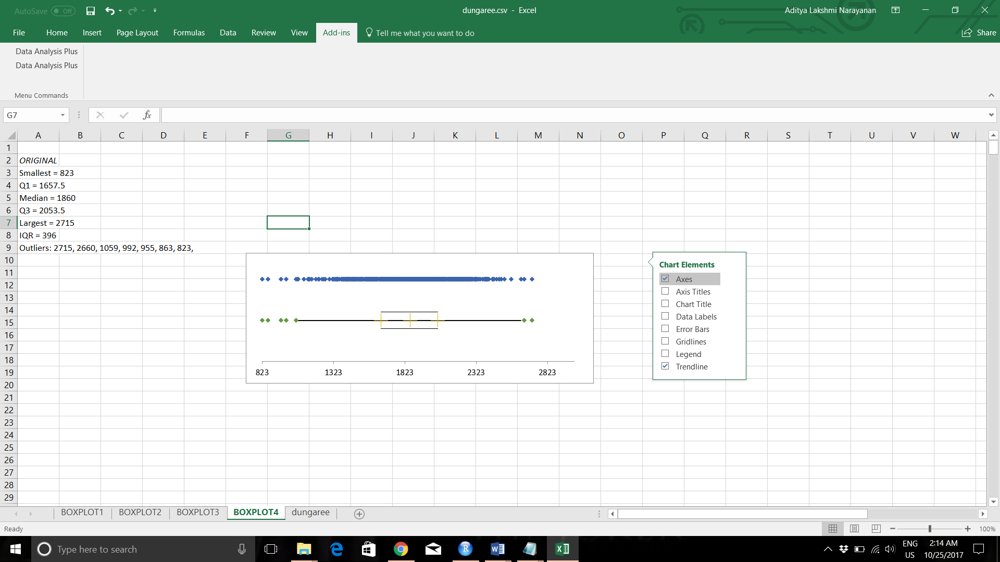 AutoSave Off
dungaree.csv - Excel
Aditya Lakshmi Narayanan
File Home Insert Page Layout Formulas Data Review View Add-ins Tell me what you want to do Share
Data Analysis Plus
Data Analysis Plus
Menu Commands
G7
fx
A B C D E F G H I J K L M N O P Q R S T U V W
1
2 ORIGINAL
3 Smallest = 823
4 Q1 = 1657.5
5 Median = 1860
6 Q3 = 2053.5
7 Largest = 2715
8 IQR = 396
9 Outliers: 2715, 2660, 1059, 992, 955, 863, 823,
10
11
12
13
14
15
16
17
18
19
20
21
22
23
24
25
26
27
28
29
823 1323 1823 2323 2823
Chart Elements
Axes
Axis Titles
Chart Title
Data Labels
Error Bars
Gridlines
Legend
Trendline
BOXPLOT1 BOXPLOT2 BOXPLOT3 BOXPLOT4 dungaree
Ready
100%
Type here to search
ENG
US
2:14 AM
10/25/2017